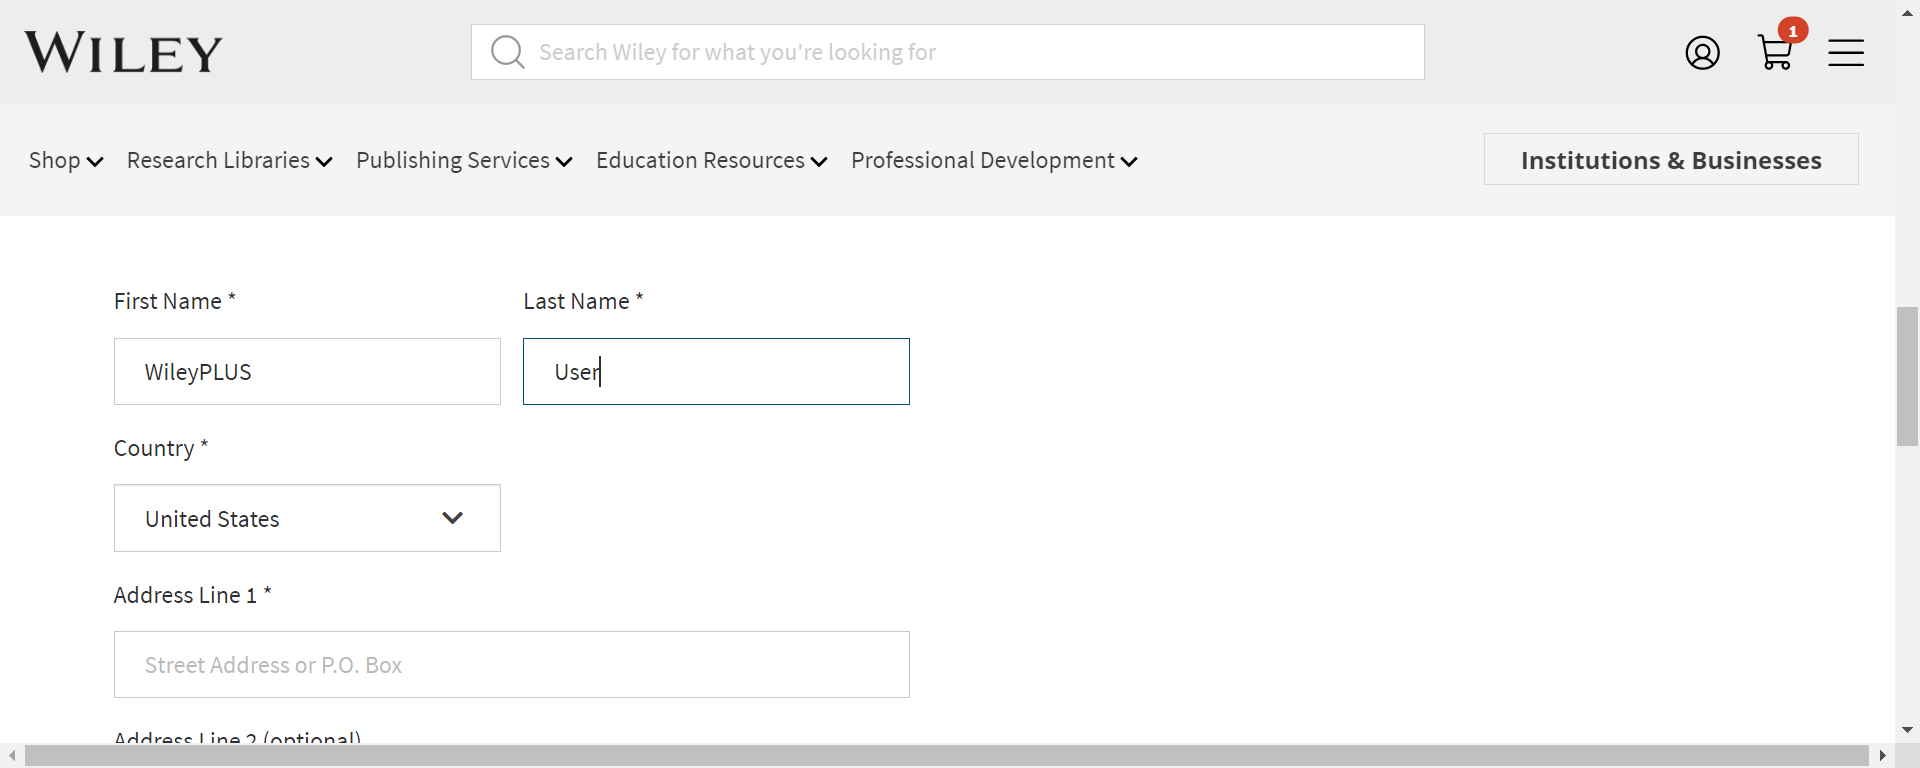 WILEY
Search Wiley for what you're looking for
1
Shop Research Libraries Publishing Services Education Resources Professional Development Institutions & Businesses
First Name * Last Name *
WileyPLUS User
Country *
United States
Address Line 1 *
Street Address or P.O. Box
Address Line 2 (optional)